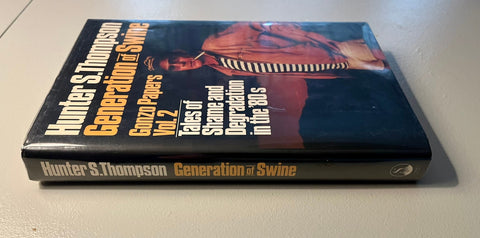 Hunter S. Thompson
Generation of Swine
Gonzo Papers
Vol. 2
Tales of
Shame and
Degradation
in the '80s
Hunter S. Thompson Generation of Swine